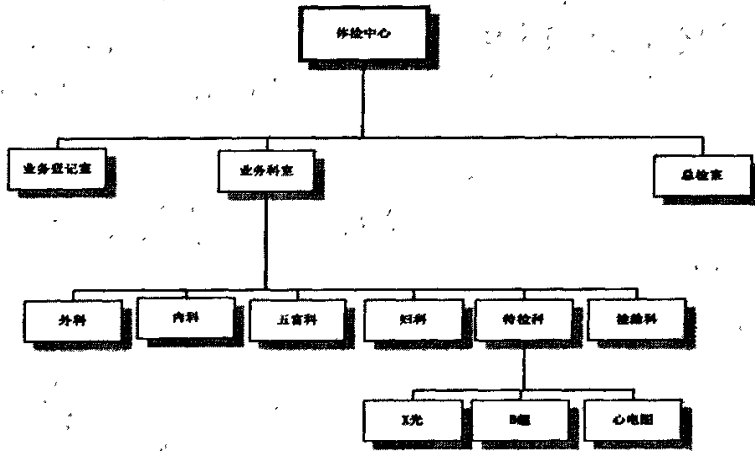 体检中心
业务登记室
业务科室
总检室
外科
内科
五官科
妇科
特检科
检验科
X光
B超
心电图